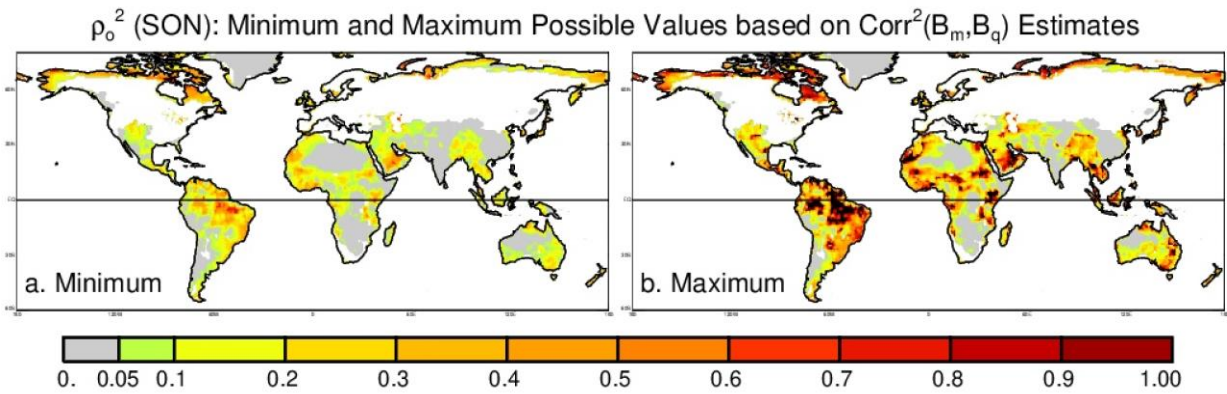 ρo² (SON): Minimum and Maximum Possible Values based on Corr²(Bm,Bq) Estimates
a. Minimum
b. Maximum
0. 0.05 0.1 0.2 0.3 0.4 0.5 0.6 0.7 0.8 0.9 1.00